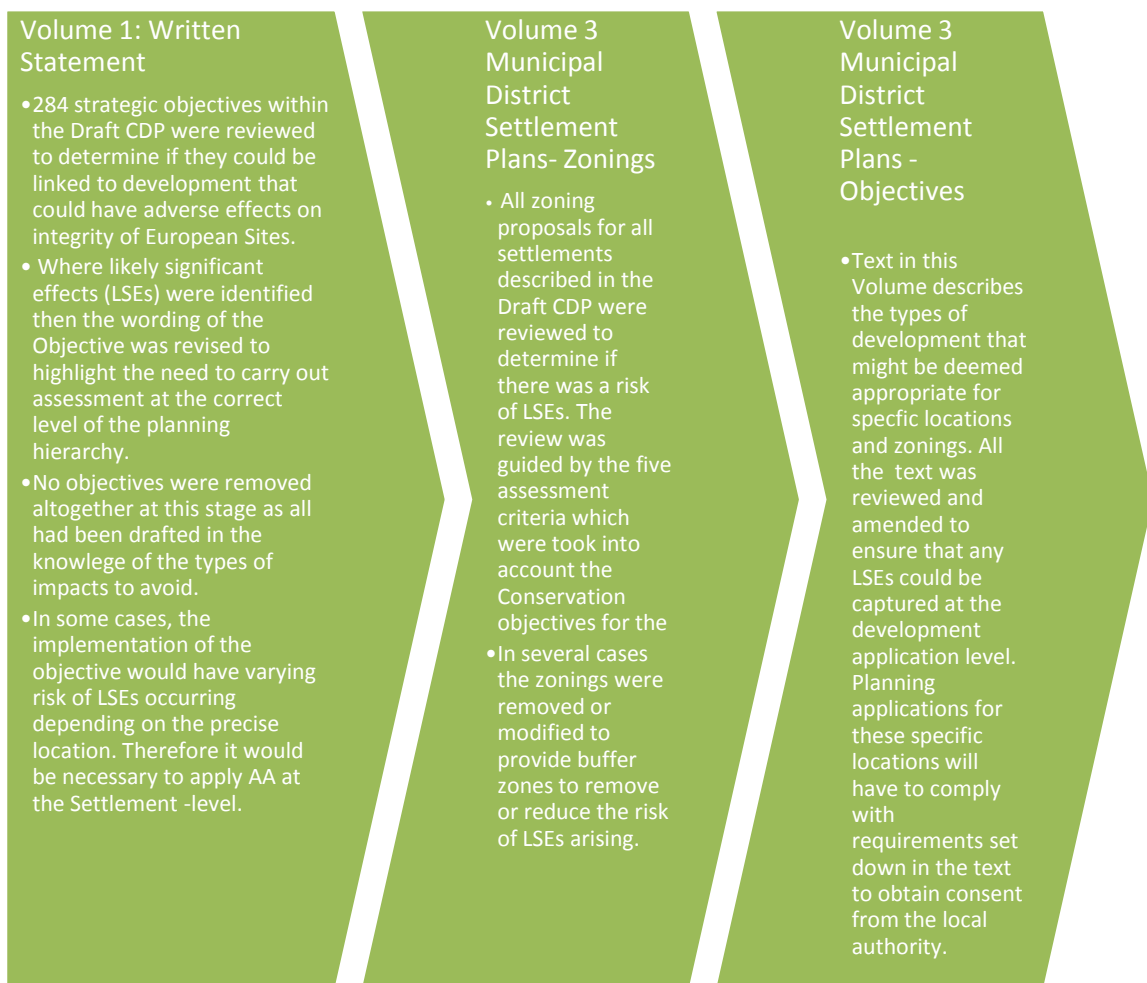 Volume 1: Written
Statement
•284 strategic objectives within
the Draft CDP were reviewed
to determine if they could be
linked to development that
could have adverse effects on
integrity of European Sites.
• Where likely significant
effects (LSEs) were identified
then the wording of the
Objective was revised to
highlight the need to carry out
assessment at the correct
level of the planning
hierarchy.
•No objectives were removed
altogether at this stage as all
had been drafted in the
knowlege of the types of
impacts to avoid.
•In some cases, the
implementation of the
objective would have varying
risk of LSEs occurring
depending on the precise
location. Therefore it would
be necessary to apply AA at
the Settlement -level.
Volume 3
Municipal
District
Settlement
Plans- Zonings
• All zoning
proposals for all
settlements
described in the
Draft CDP were
reviewed to
determine if
there was a risk
of LSEs. The
review was
guided by the five
assessment
criteria which
were took into
account the
Conservation
objectives for the
•In several cases
the zonings were
removed or
modified to
provide buffer
zones to remove
or reduce the risk
of LSEs arising.
Volume 3
Municipal
District
Settlement
Plans -
Objectives
•Text in this
Volume describes
the types of
development that
might be deemed
appropriate for
specfic locations
and zonings. All
the  text was
reviewed and
amended to
ensure that any
LSEs could be
captured at the
development
application level.
Planning
applications for
these specific
locations will
have to comply
with
requirements set
down in the text
to obtain consent
from the local
authority.